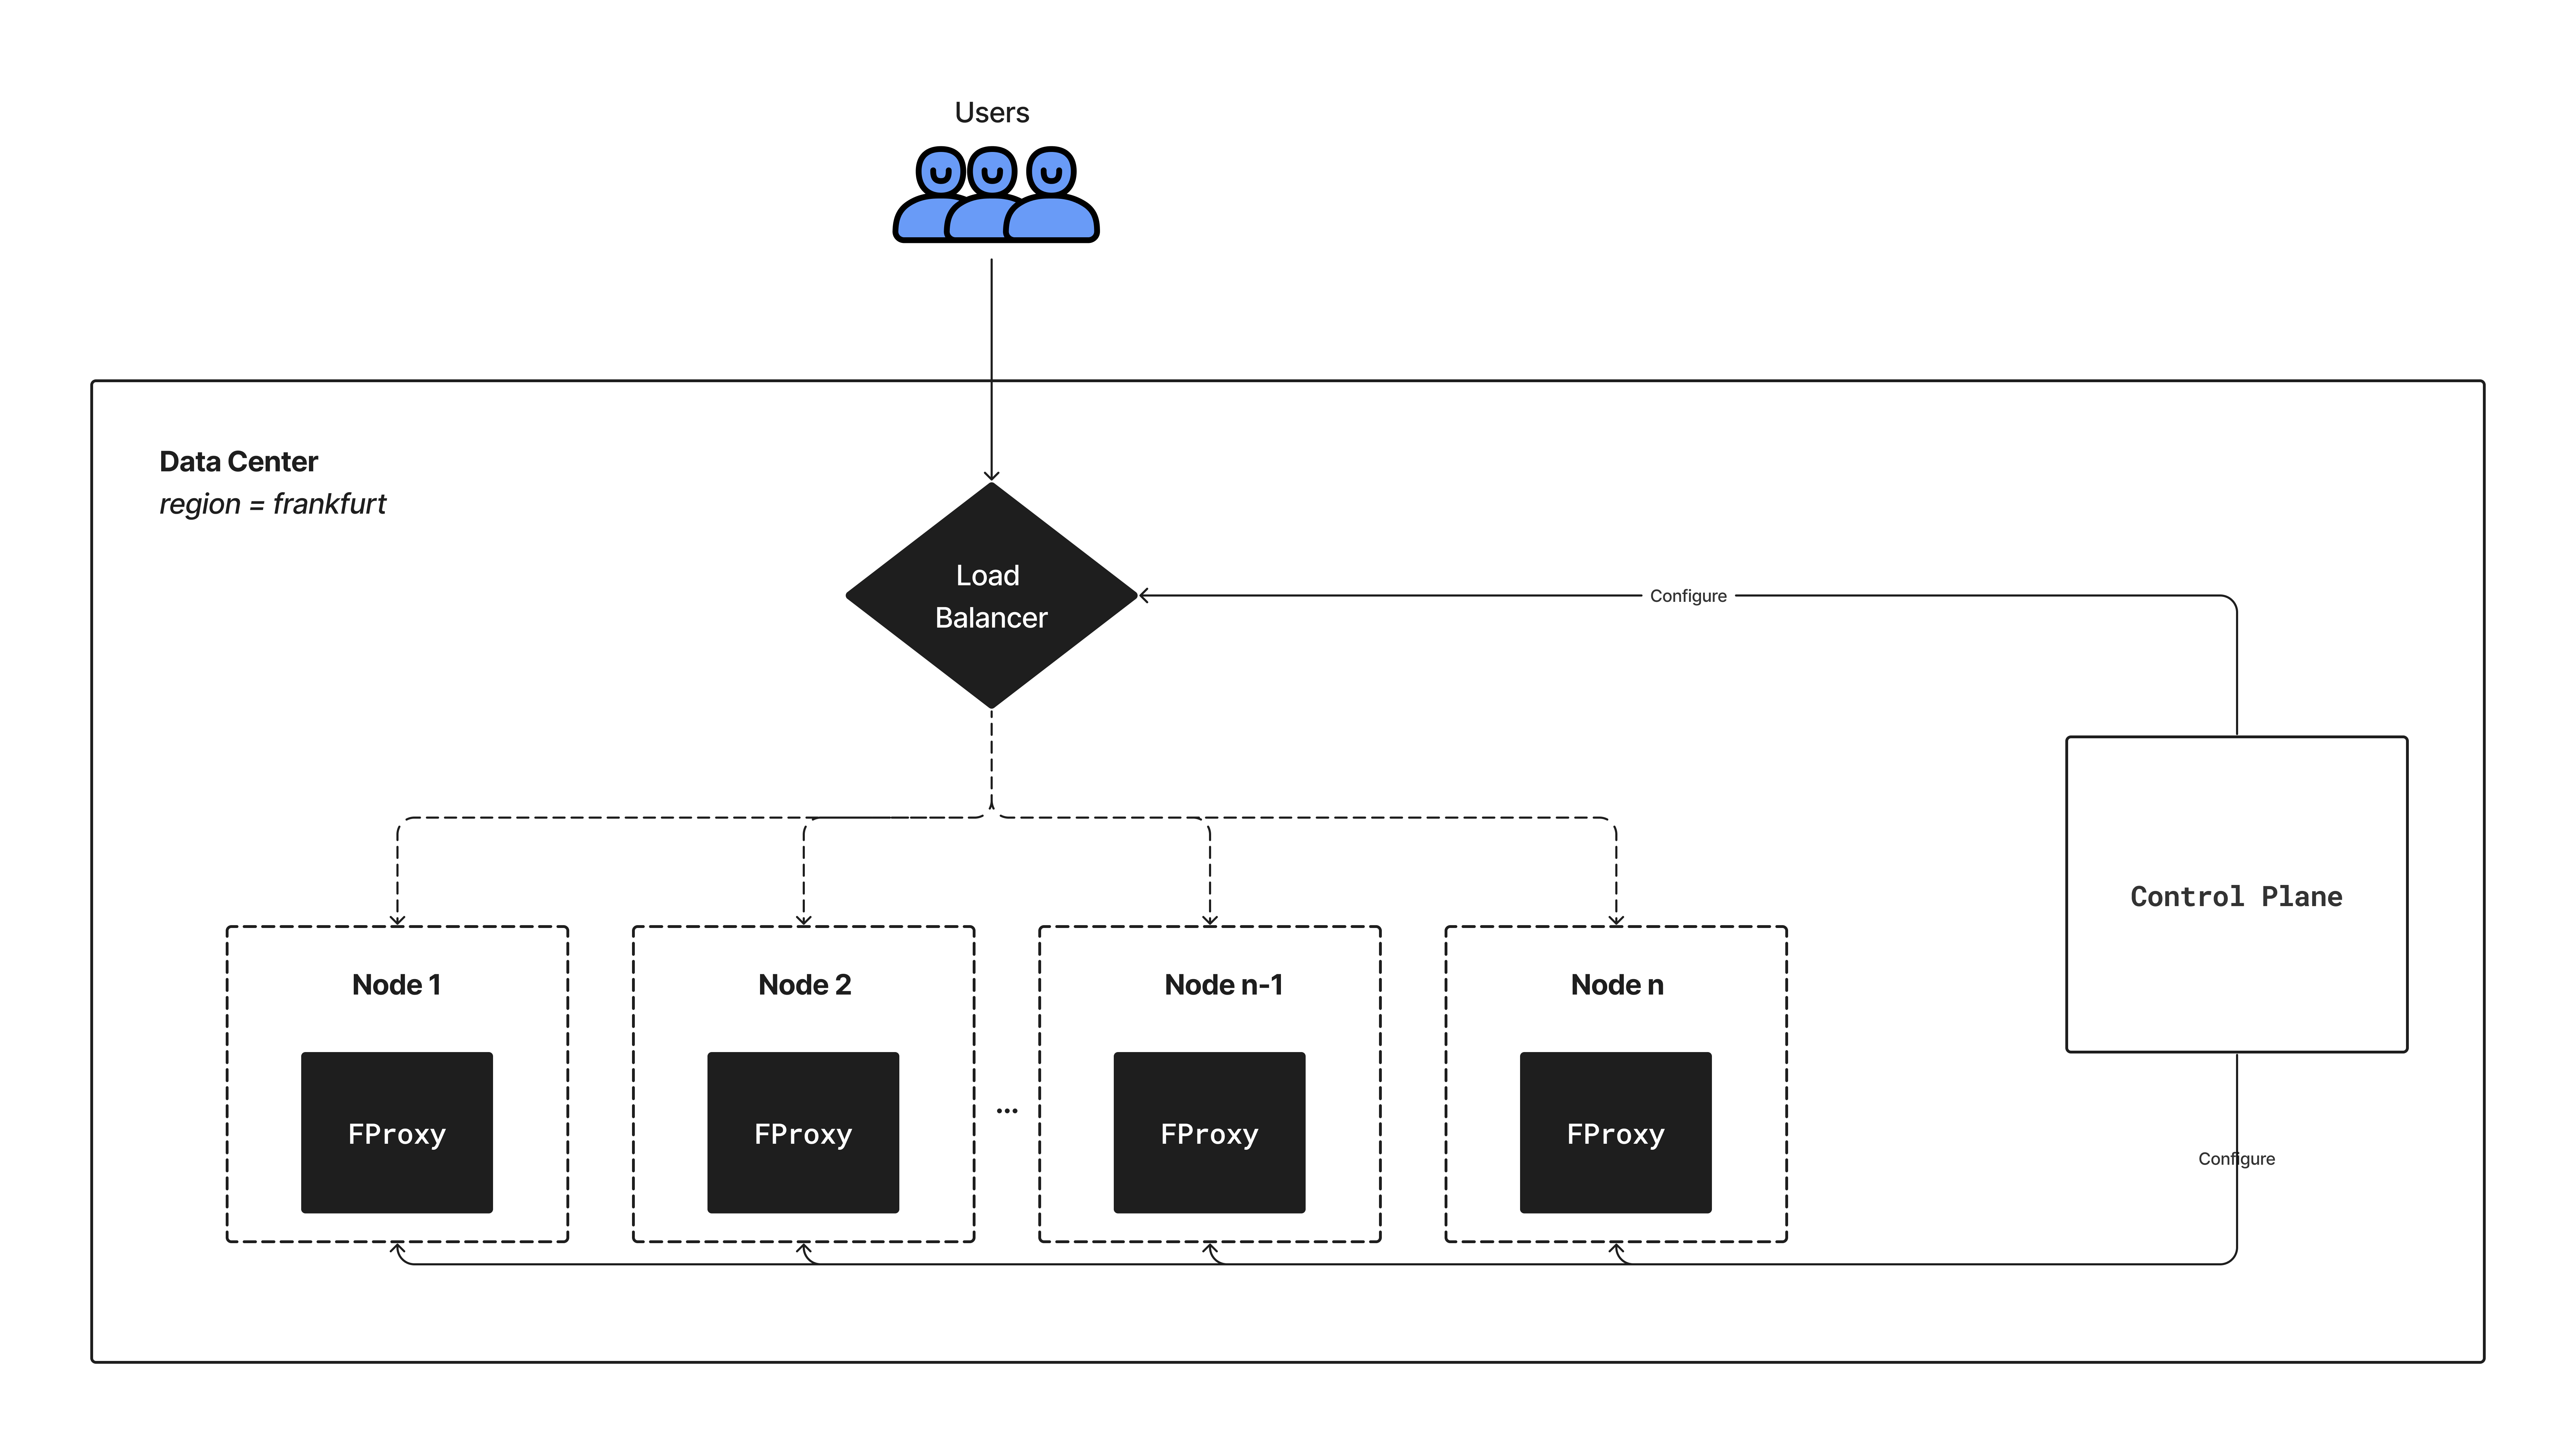 Users
Data Center
region = frankfurt
Load
Balancer
Configure
Control Plane
Node 1
Node 2
Node n-1
Node n
FProxy
FProxy
...
FProxy
FProxy
Configure